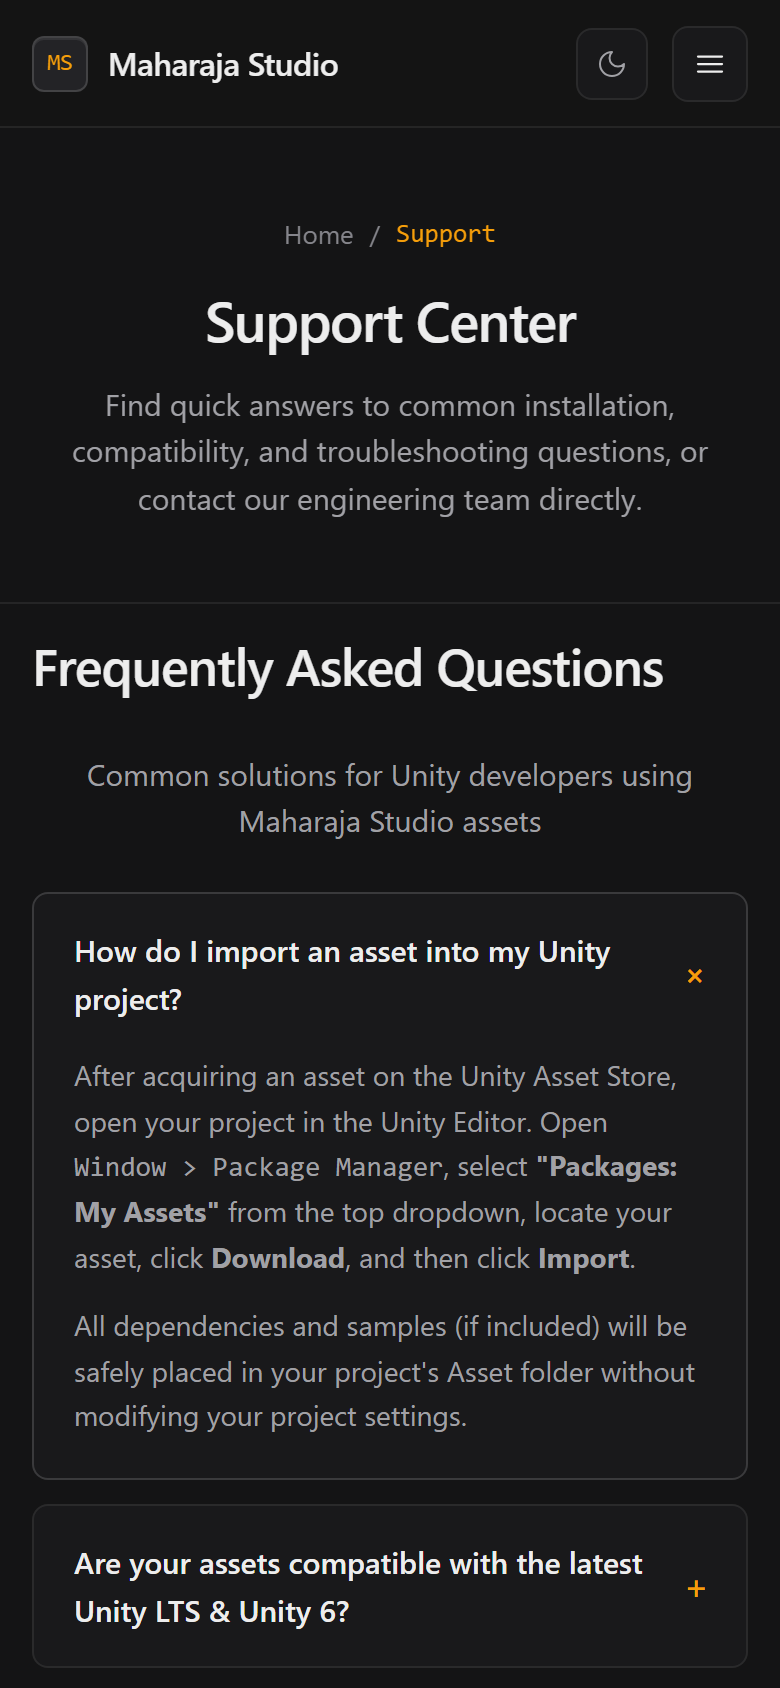 MS
Maharaja Studio
Home / Support
Support Center
Find quick answers to common installation,
compatibility, and troubleshooting questions, or
contact our engineering team directly.
Frequently Asked Questions
Common solutions for Unity developers using
Maharaja Studio assets
How do I import an asset into my Unity
project?
×
After acquiring an asset on the Unity Asset Store,
open your project in the Unity Editor. Open
Window > Package Manager, select "Packages:
My Assets" from the top dropdown, locate your
asset, click Download, and then click Import.
All dependencies and samples (if included) will be
safely placed in your project's Asset folder without
modifying your project settings.
Are your assets compatible with the latest
Unity LTS & Unity 6?
+